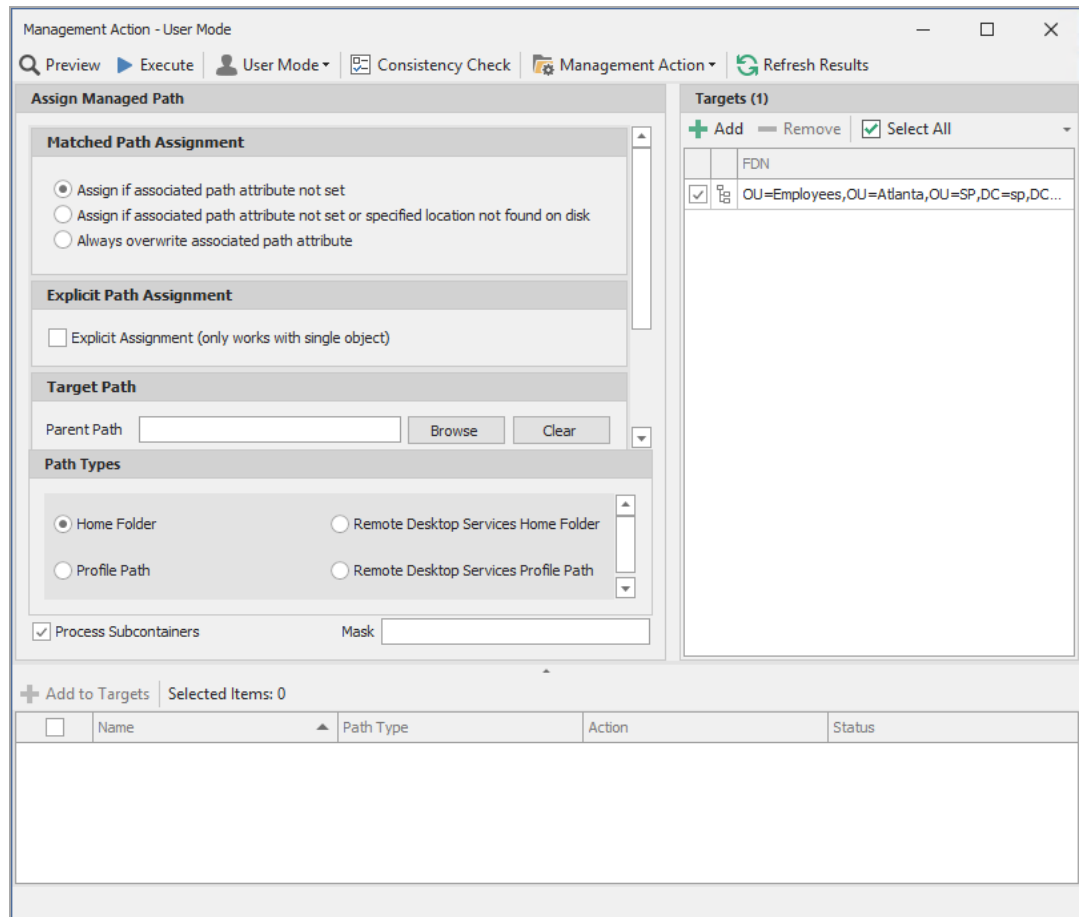 Management Action - User Mode
Preview Execute User Mode Consistency Check Management Action Refresh Results
Assign Managed Path
Matched Path Assignment
Assign if associated path attribute not set
Assign if associated path attribute not set or specified location not found on disk
Always overwrite associated path attribute
Explicit Path Assignment
Explicit Assignment (only works with single object)
Target Path
Parent Path Browse Clear
Path Types
Home Folder Remote Desktop Services Home Folder
Profile Path Remote Desktop Services Profile Path
Process Subcontainers Mask
Targets (1)
Add Remove Select All
FDN
OU=Employees,OU=Atlanta,OU=SP,DC=sp,DC...
Add to Targets Selected Items: 0
Name Path Type Action Status